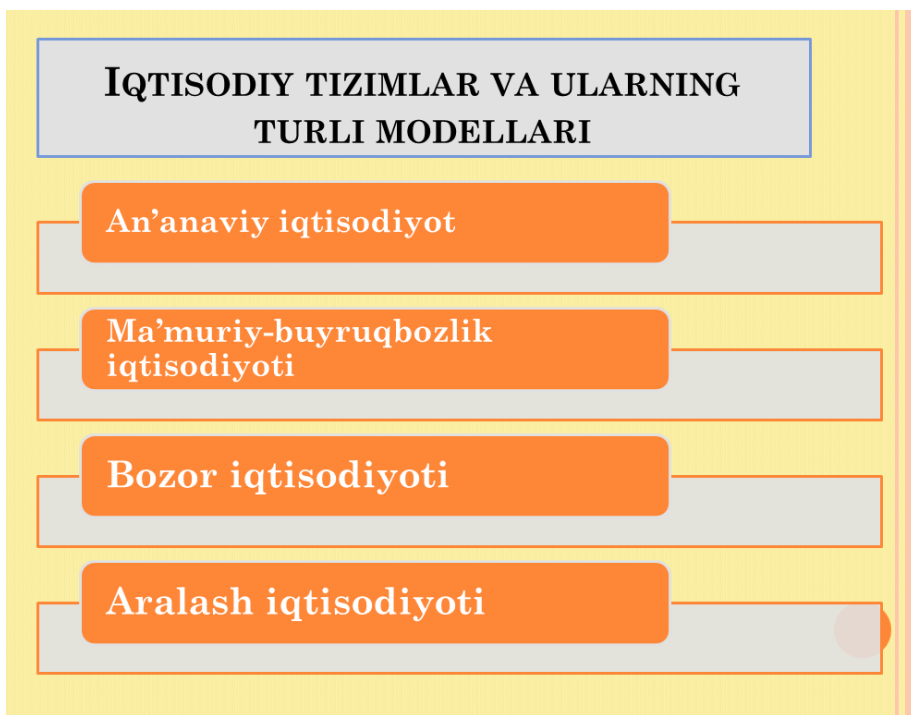 IQTISODIY TIZIMLAR VA ULARNING
TURLI MODELLARI
An’anaviy iqtisodiyot
Ma’muriy-buyruqbozlik
iqtisodiyoti
Bozor iqtisodiyoti
Aralash iqtisodiyoti